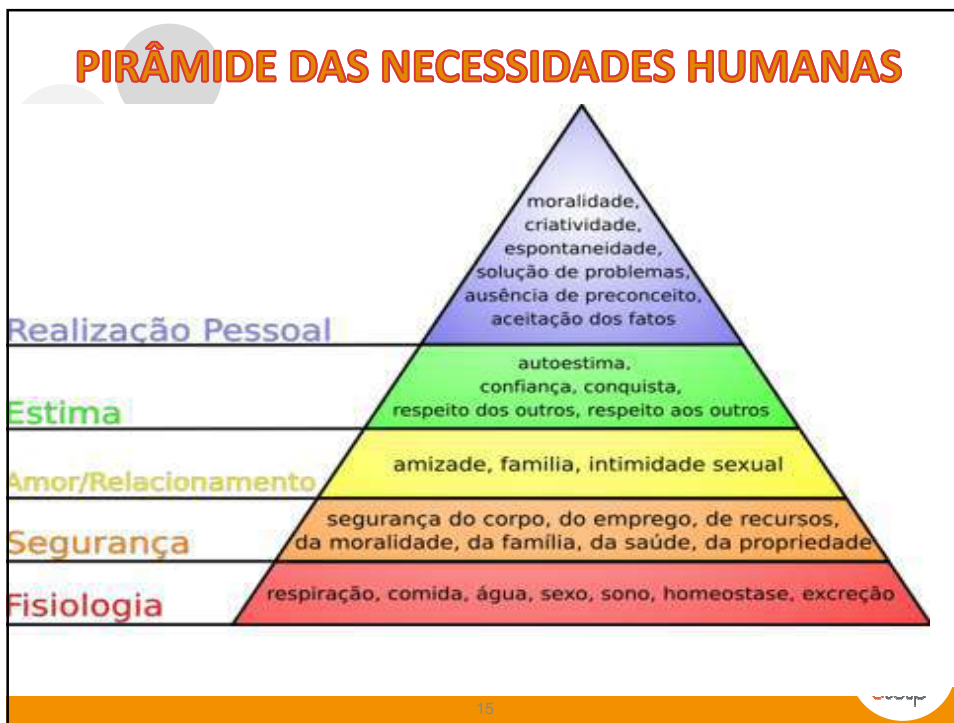 PIRÂMIDE DAS NECESSIDADES HUMANAS
moralidade,
criatividade,
espontaneidade,
solução de problemas,
ausência de preconceito,
aceitação dos fatos
Realização Pessoal
autoestima,
confiança, conquista,
respeito dos outros, respeito aos outros
Estima
amizade, familia, intimidade sexual
Amor/Relacionamento
segurança do corpo, do emprego, de recursos,
da moralidade, da família, da saúde, da propriedade
Segurança
respiração, comida, água, sexo, sono, homeostase, excreção
Fisiologia
15